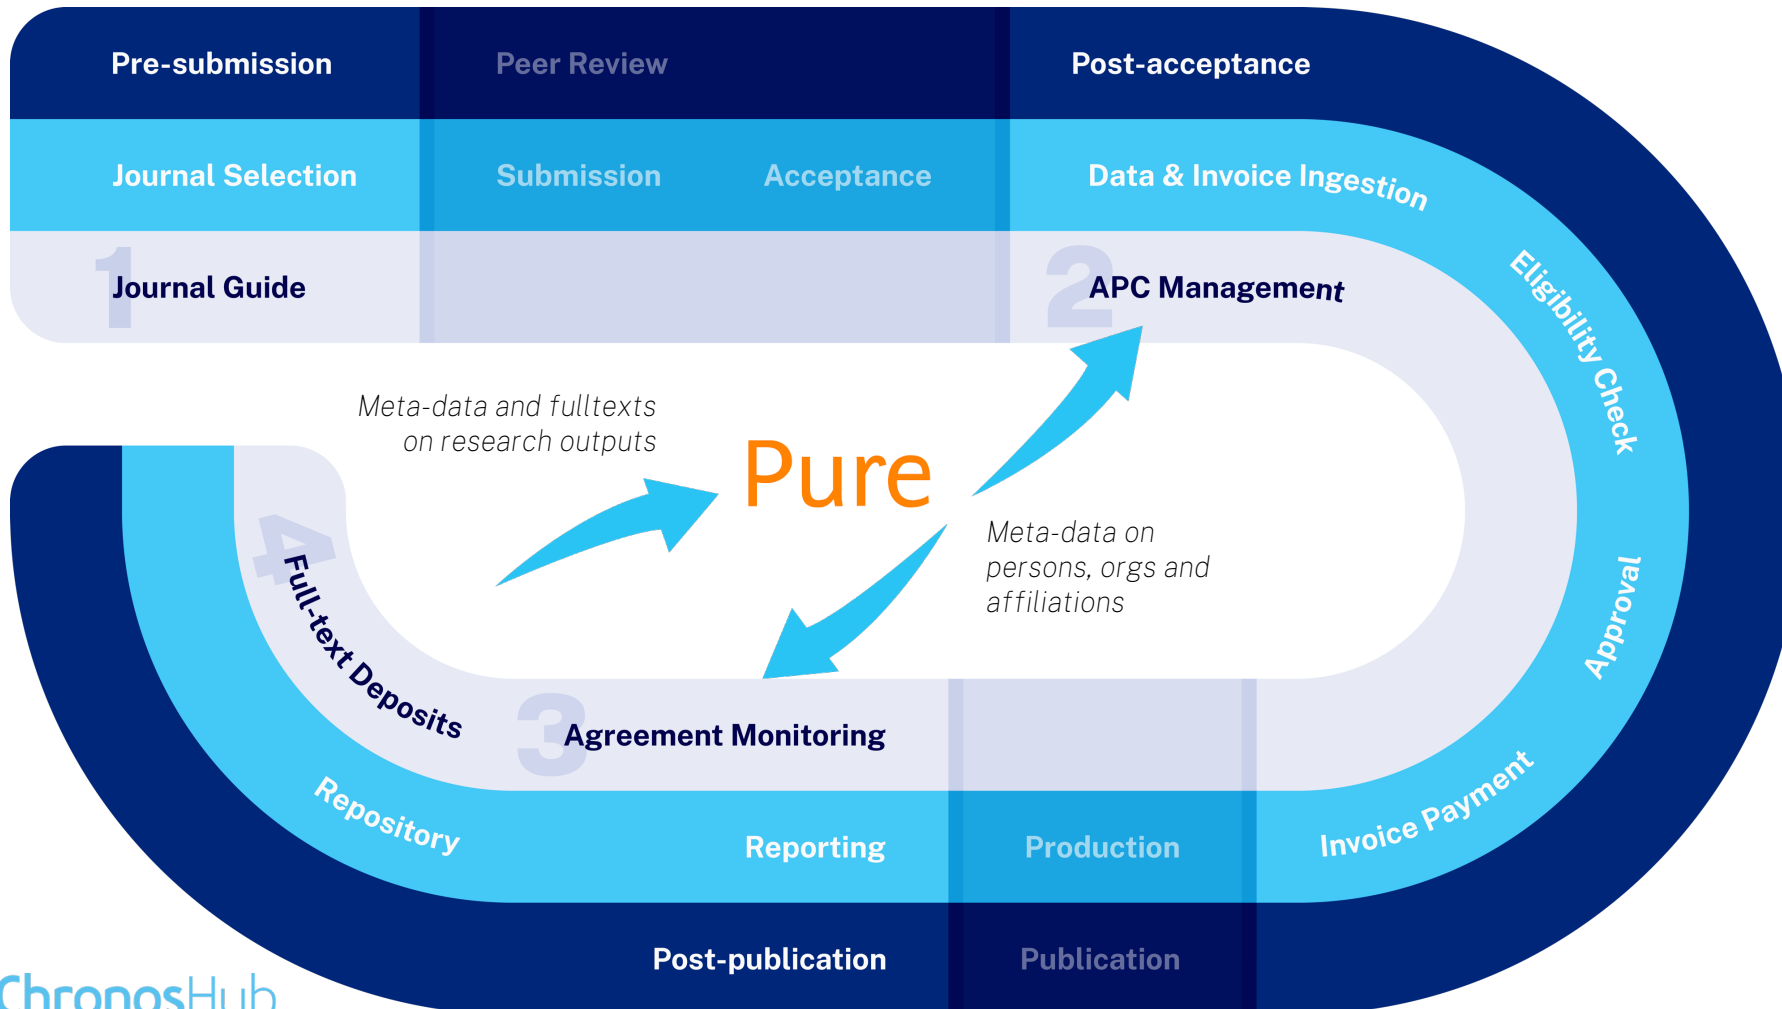 Pre-submission
Peer Review
Post-acceptance
Journal Selection
Submission
Acceptance
Data & Invoice Ingestion
1
Journal Guide
2
APC Management
Eligibility Check
Meta-data and fulltexts
on research outputs
Pure
Meta-data on
persons, orgs and
affiliations
4
Full-text Deposits
Approval
3
Agreement Monitoring
Repository
Reporting
Production
Invoice Payment
Post-publication
Publication
ChronosHub